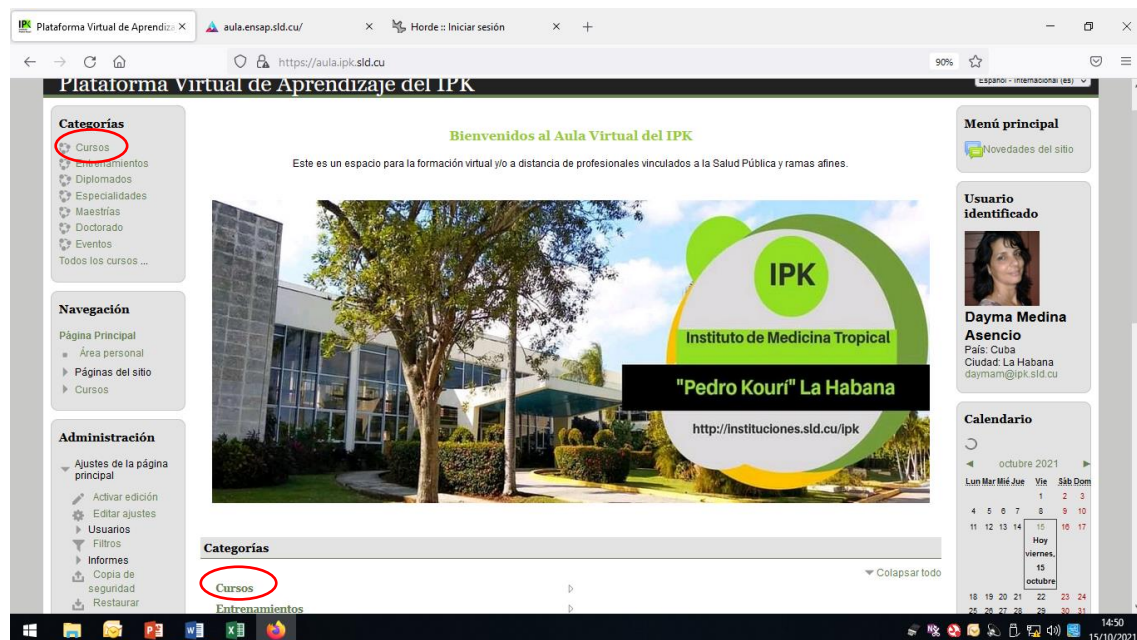 Plataforma Virtual de Aprendiza
aula.ensap.sld.cu/
Horde :: Iniciar sesión
https://aula.ipk.sld.cu
90%
Plataforma Virtual de Aprendizaje del IPK
Español - Internacional (es)
Categorías
Cursos
Entrenamientos
Diplomados
Especialidades
Maestrías
Doctorado
Eventos
Todos los cursos ...
Navegación
Página Principal
Área personal
Páginas del sitio
Cursos
Administración
Ajustes de la página
principal
Activar edición
Editar ajustes
Usuarios
Filtros
Informes
Copia de
seguridad
Restaurar
Bienvenidos al Aula Virtual del IPK
Este es un espacio para la formación virtual y/o a distancia de profesionales vinculados a la Salud Pública y ramas afines.
IPK
Instituto de Medicina Tropical
"Pedro Kourí" La Habana
http://instituciones.sld.cu/ipk
Categorías
Colapsar todo
Cursos
Entrenamientos
Menú principal
Novedades del sitio
Usuario
identificado
Dayma Medina
Asencio
País: Cuba
Ciudad: La Habana
daymam@ipk.sld.cu
Calendario
octubre 2021
Lun Mar Mié Jue Vie Sáb Dom
1 2 3
4 5 6 7 8 9 10
11 12 13 14 15 16 17
Hoy
viernes,
15
octubre
18 19 20 21 22 23 24
25 26 27 28 29 30 31
14:50
15/10/2021